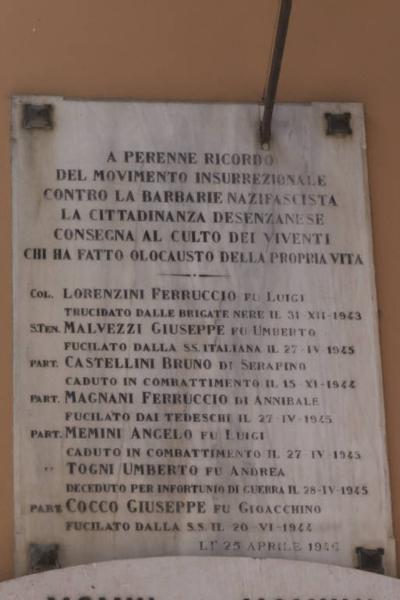 A PERENNE RICORDO
DEL MOVIMENTO INSURREZIONALE
CONTRO LA BARBARIE NAZIFASCISTA
LA CITTADINANZA DESENZANESE
CONSEGNA AL CULTO DEI VIVENTI
CHI HA FATTO OLOCAUSTO DELLA PROPRIA VITA
COL. LORENZINI FERRUCCIO FU LUIGI
TRUCIDATO DALLE BRIGATE NERE IL 31-XII-1943
S.TEN. MALVEZZI GIUSEPPE FU UMBERTO
FUCILATO DALLA S.S. ITALIANA IL 27-IV-1945
PART. CASTELLINI BRUNO DI SERAFINO
CADUTO IN COMBATTIMENTO IL 15-XI-1944
PART. MAGNANI FERRUCCIO DI ANNIBALE
FUCILATO DAI TEDESCHI IL 27-IV-1945
PART. MEMINI ANGELO FU LUIGI
CADUTO IN COMBATTIMENTO IL 27-IV-1945
" TOGNI UMBERTO FU ANDREA
DECEDUTO PER INFORTUNIO DI GUERRA IL 28-IV-1945
PART. COCCO GIUSEPPE FU GIOACCHINO
FUCILATO DALLA S.S. IL 20-VI-1944
LI' 25 APRILE 1946